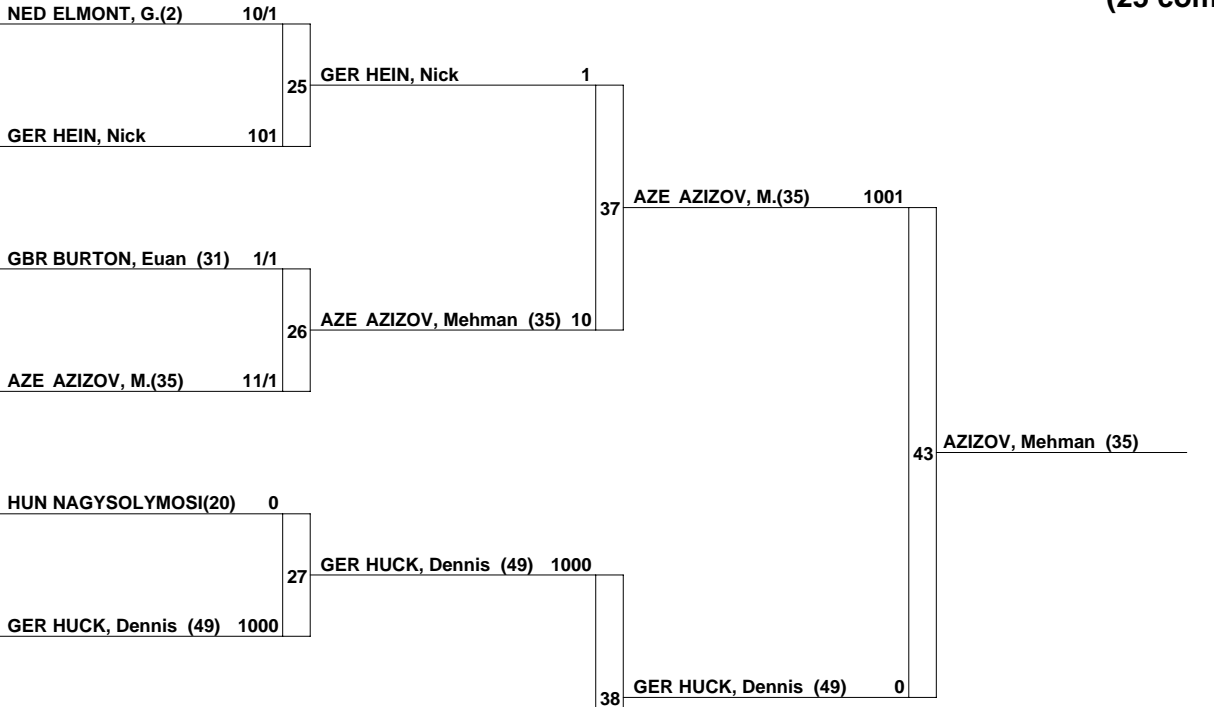 (25 com
NED ELMONT, G.(2) 10/1
25
GER HEIN, Nick 1
GER HEIN, Nick 101
37
AZE AZIZOV, M.(35) 1001
GBR BURTON, Euan (31) 1/1
26
AZE AZIZOV, Mehman (35) 10
AZE AZIZOV, M.(35) 11/1
43
AZIZOV, Mehman (35)
HUN NAGYSOLYMOSI(20) 0
27
GER HUCK, Dennis (49) 1000
GER HUCK, Dennis (49) 1000
38
GER HUCK, Dennis (49) 0